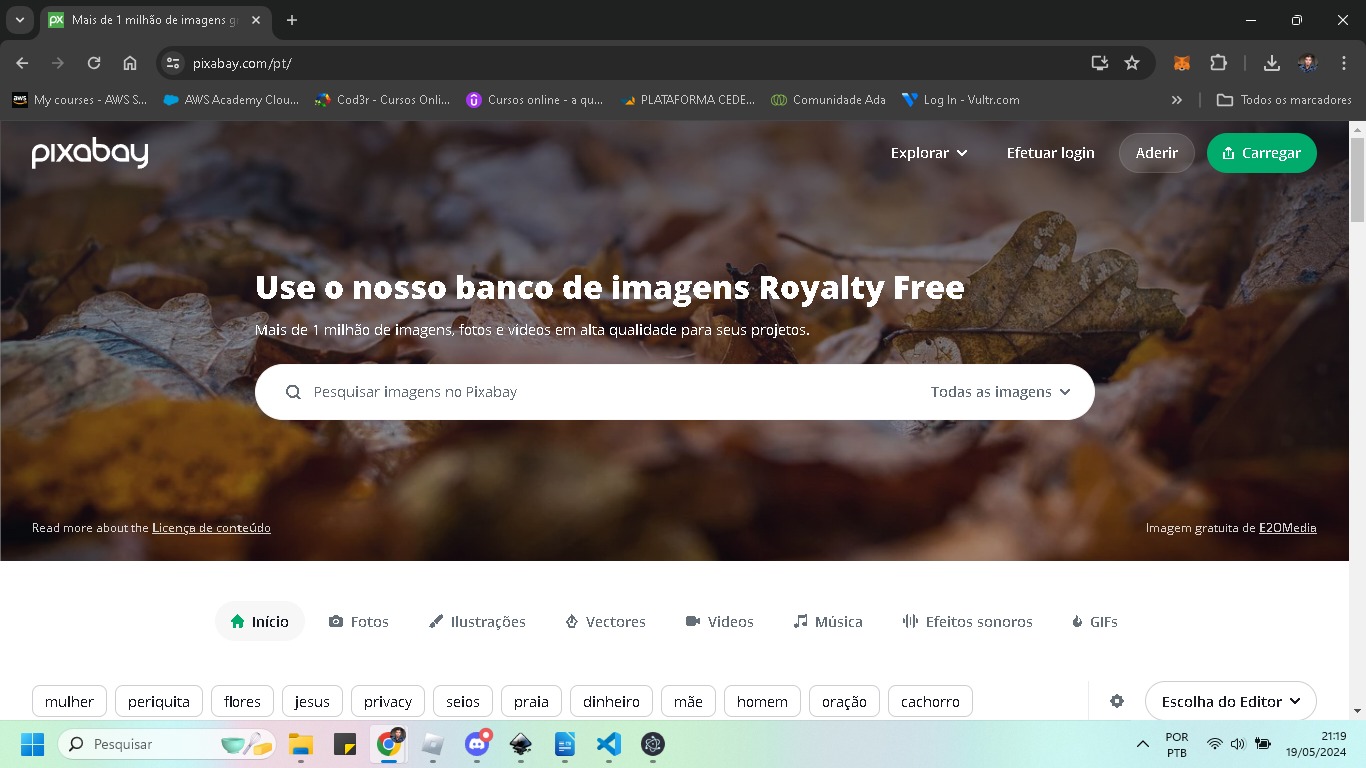 Mais de 1 milhão de imagens gr
pixabay.com/pt/
aws My courses - AWS S... AWS Academy Clou... Cod3r - Cursos Onli... Cursos online - a qu... PLATAFORMA CEDE... Comunidade Ada Log In - Vultr.com » Todos os marcadores
pixabay Explorar Efetuar login Aderir Carregar
Use o nosso banco de imagens Royalty Free
Mais de 1 milhão de imagens, fotos e vídeos em alta qualidade para seus projetos.
Pesquisar imagens no Pixabay Todas as imagens
Read more about the Licença de conteúdo Imagem gratuita de E2OMedia
Início Fotos Ilustrações Vectores Videos Música Efeitos sonoros GIFs
mulher periquita flores jesus privacy seios praia dinheiro mãe homem oração cachorro Escolha do Editor
Pesquisar POR 21:19
PTB 19/05/2024